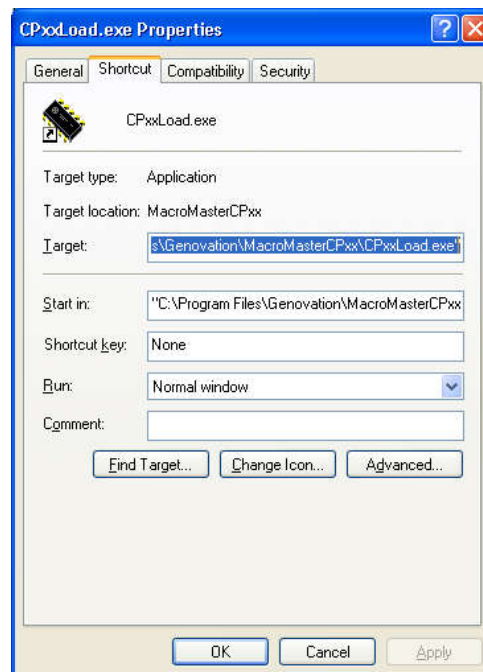 CPxxLoad.exe Properties
General Shortcut Compatibility Security
CPxxLoad.exe
Target type: Application
Target location: MacroMasterCPxx
Target: s\Genovation\MacroMasterCPxx\CPxxLoad.exe"
Start in: "C:\Program Files\Genovation\MacroMasterCPxx
Shortcut key: None
Run: Normal window
Comment:
Find Target... Change Icon... Advanced...
OK Cancel Apply